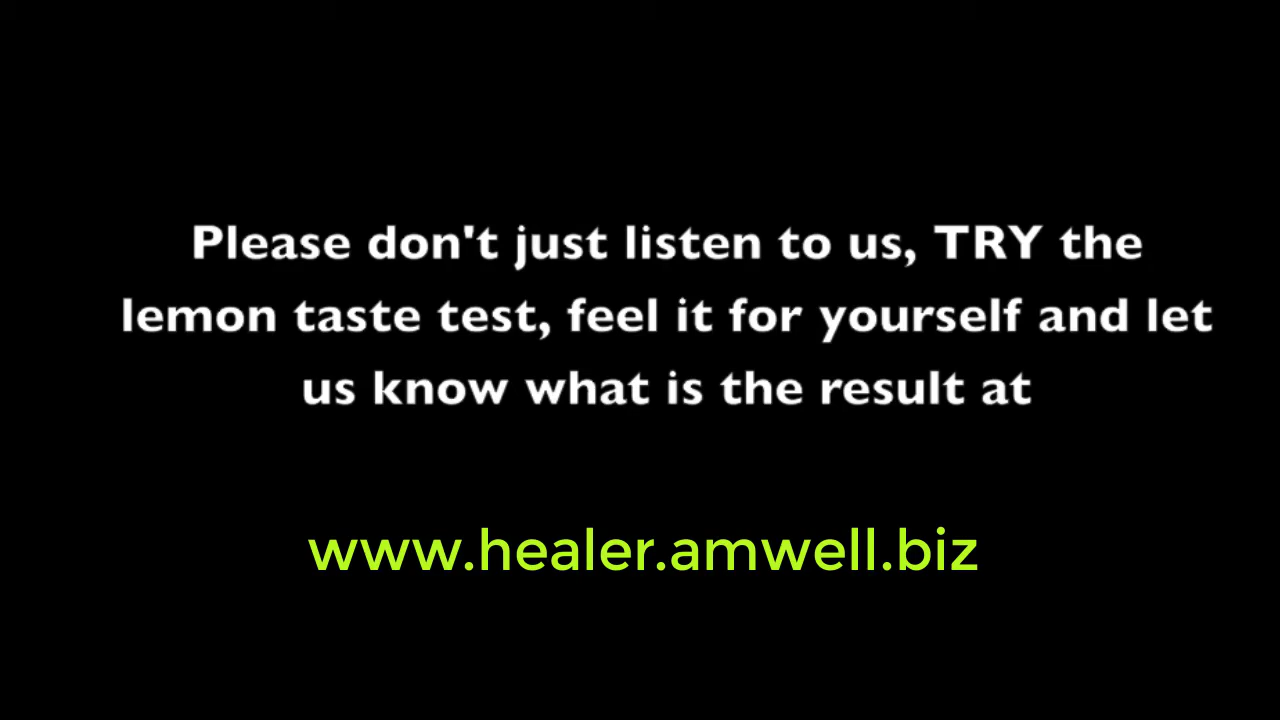 Please don't just listen to us, TRY the
lemon taste test, feel it for yourself and let
us know what is the result at
www.healer.amwell.biz